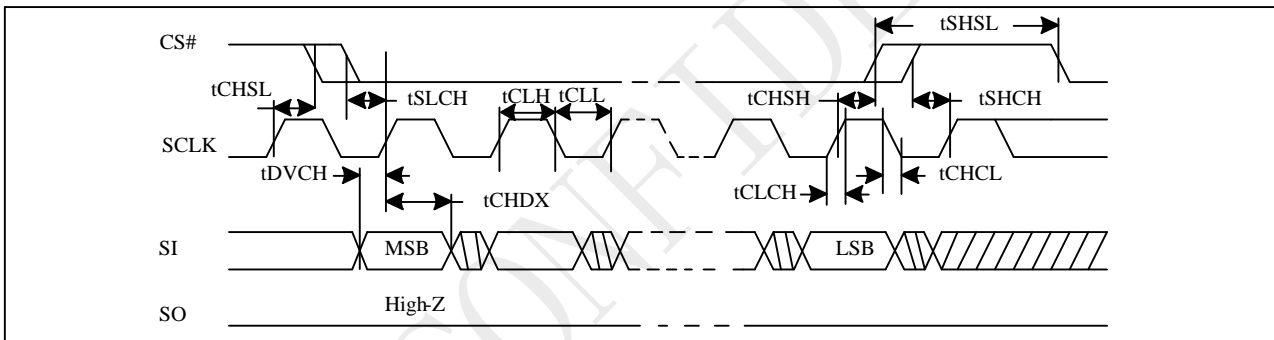 tSHSL
CS#
tCHSL
tSLCH
tCLH
tCLL
tCHSH
tSHCH
SCLK
tDVCH
tCHDX
tCLCH
tCHCL
SI
MSB
LSB
High-Z
SO